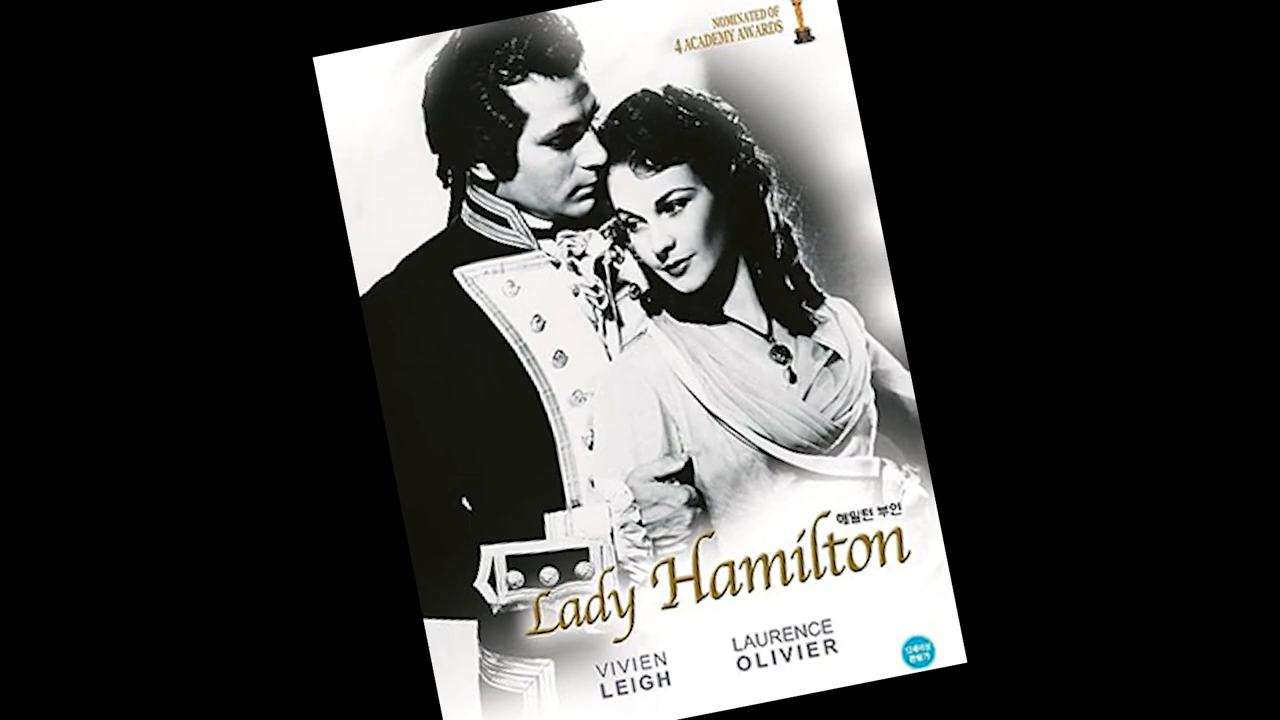 NOMINATED OF
4 ACADEMY AWARDS
해밀턴 부인
Lady Hamilton
VIVIEN
LEIGH
LAURENCE
OLIVIER